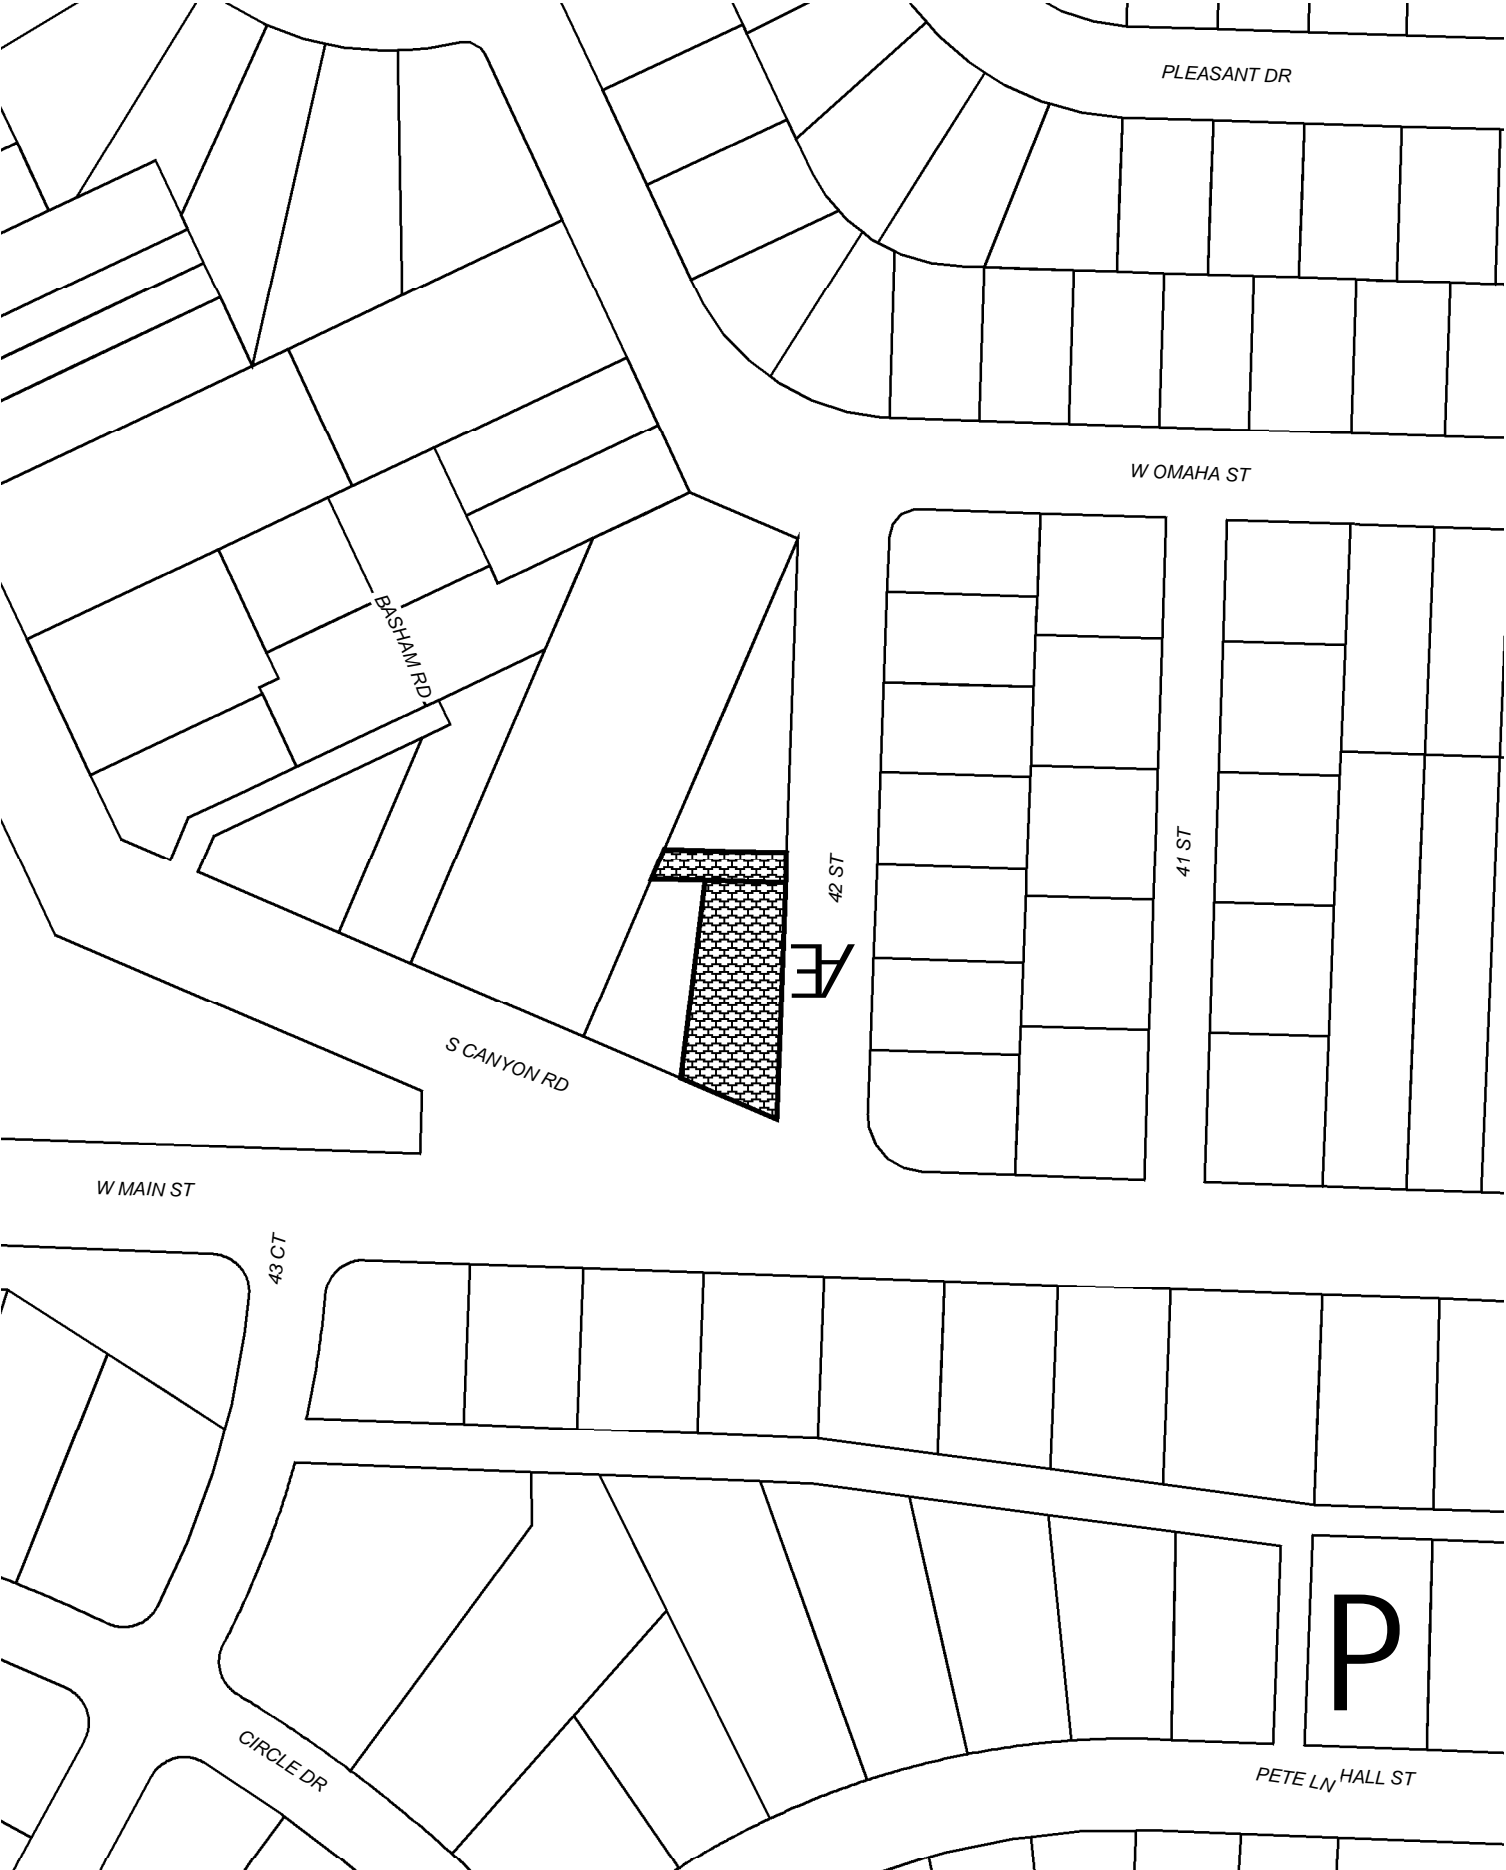 PLEASANT DR
W OMAHA ST
BASHAM RD.
42 ST
41 ST
S CANYON RD
W MAIN ST
43 CT
P
CIRCLE DR
PETE LN
HALL ST